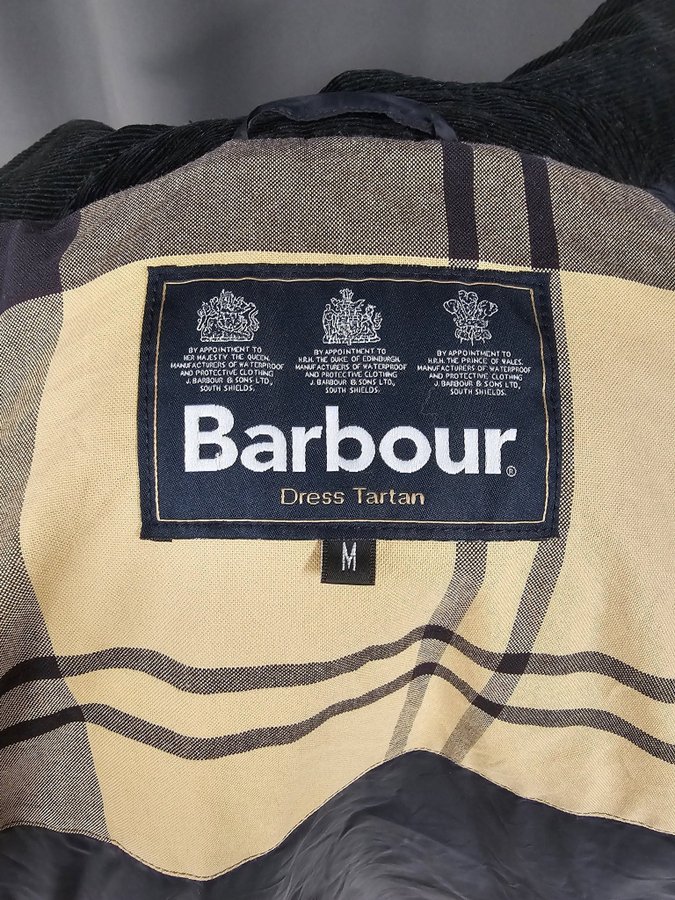 BY APPOINTMENT TO
HER MAJESTY THE QUEEN,
MANUFACTURERS OF WATERPROOF
AND PROTECTIVE CLOTHING
J. BARBOUR & SONS LTD,
SOUTH SHIELDS.
BY APPOINTMENT TO
H.R.H. THE DUKE OF EDINBURGH,
MANUFACTURERS OF WATERPROOF
AND PROTECTIVE CLOTHING
J. BARBOUR & SONS LTD,
SOUTH SHIELDS.
BY APPOINTMENT TO
H.R.H. THE PRINCE OF WALES,
MANUFACTURERS OF WATERPROOF
AND PROTECTIVE CLOTHING
J. BARBOUR & SONS LTD,
SOUTH SHIELDS.
Barbour®
Dress Tartan
M